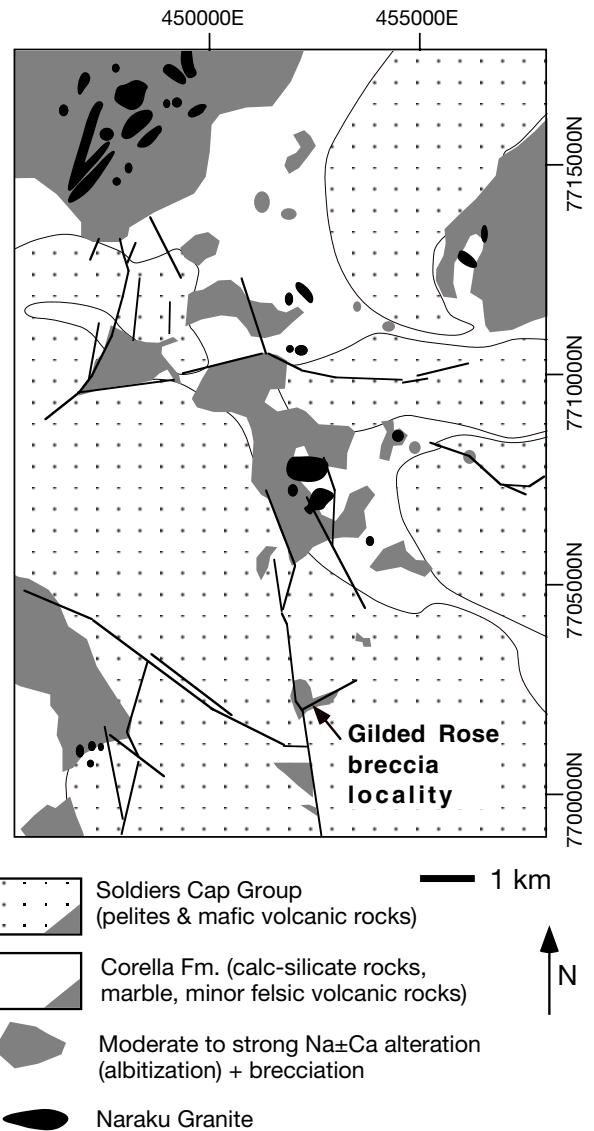 450000E 455000E
7715000N
7710000N
7705000N
7700000N
Gilded Rose
breccia
locality
1 km
Soldiers Cap Group
(pelites & mafic volcanic rocks)
Corella Fm. (calc-silicate rocks,
marble, minor felsic volcanic rocks)
N
Moderate to strong Na±Ca alteration
(albitization) + brecciation
Naraku Granite